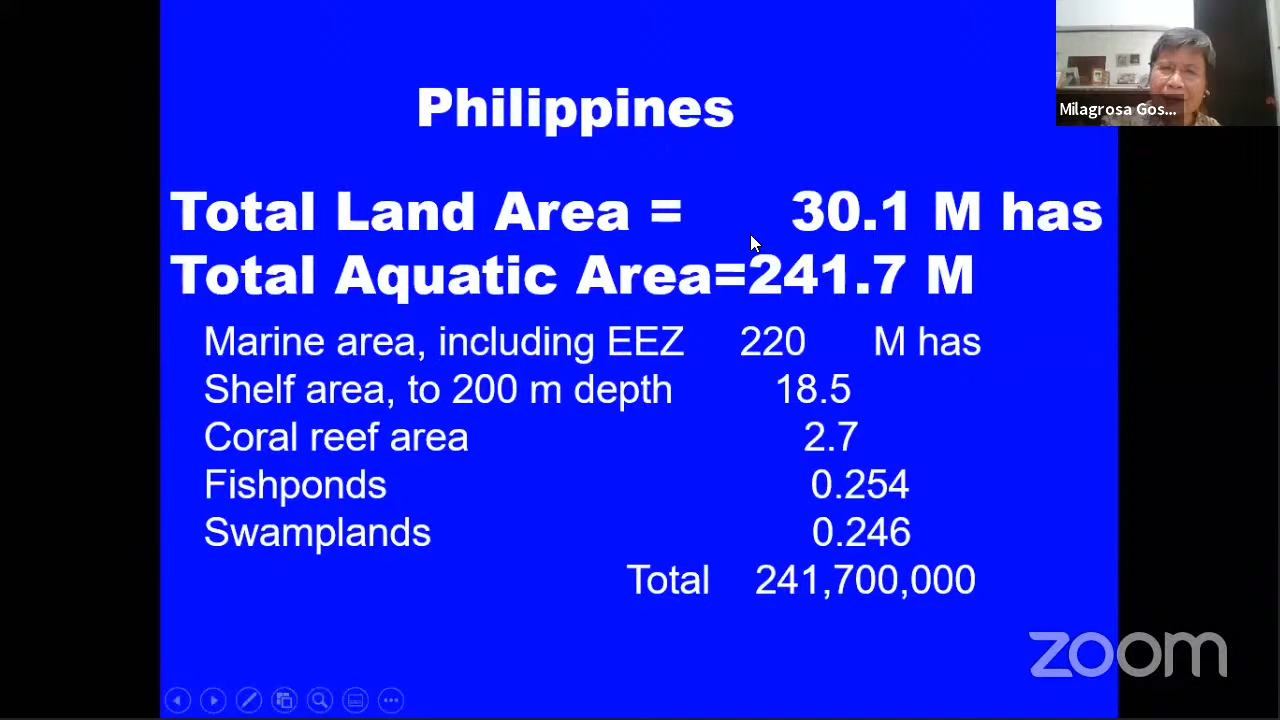 Philippines
Total Land Area = 30.1 M has
Total Aquatic Area=241.7 M
Marine area, including EEZ 220 M has
Shelf area, to 200 m depth 18.5
Coral reef area 2.7
Fishponds 0.254
Swamplands 0.246
Total 241,700,000
Milagrosa Gos...
zoom